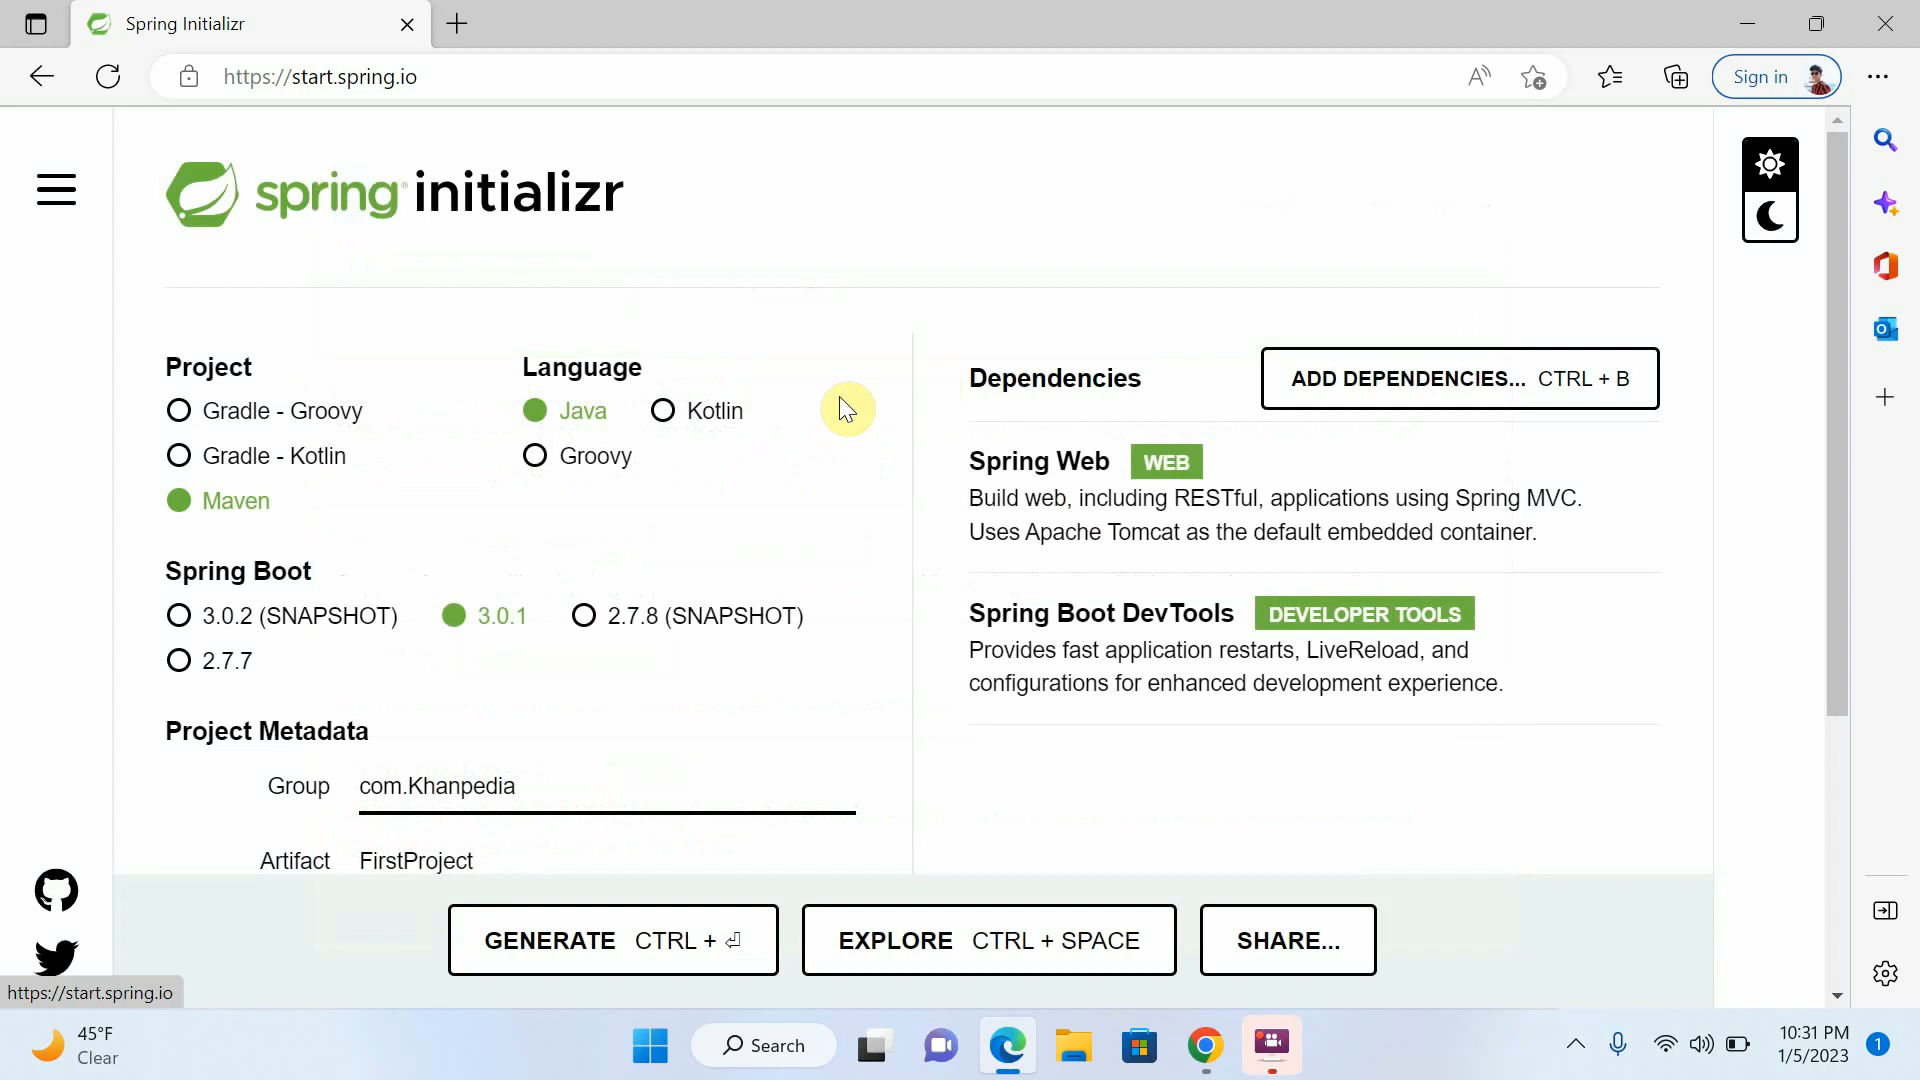 Spring Initializr
https://start.spring.io
Sign in
spring initializr
Project
Gradle - Groovy
Gradle - Kotlin
Maven
Language
Java
Kotlin
Groovy
Spring Boot
3.0.2 (SNAPSHOT)
3.0.1
2.7.8 (SNAPSHOT)
2.7.7
Project Metadata
Group com.Khanpedia
Artifact FirstProject
Dependencies
ADD DEPENDENCIES... CTRL + B
Spring Web WEB
Build web, including RESTful, applications using Spring MVC.
Uses Apache Tomcat as the default embedded container.
Spring Boot DevTools DEVELOPER TOOLS
Provides fast application restarts, LiveReload, and
configurations for enhanced development experience.
GENERATE CTRL + ⏎
EXPLORE CTRL + SPACE
SHARE...
https://start.spring.io
45°F
Clear
Search
10:31 PM
1/5/2023
1